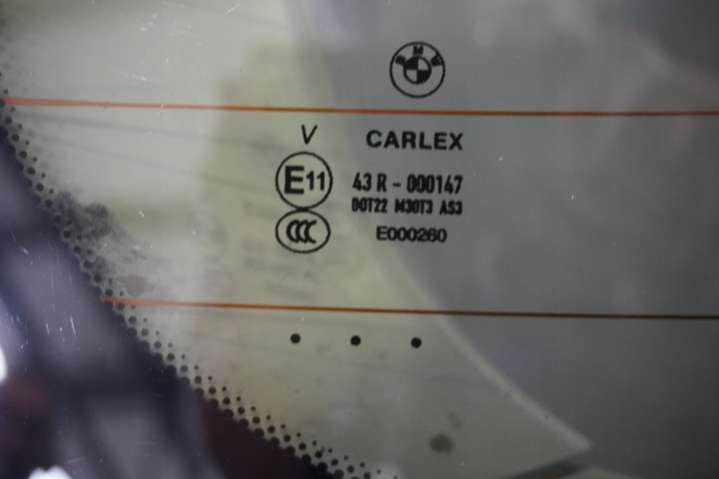 BMW
V CARLEX
E11 43 R - 000147
DOT22 M30T3 AS3
CCC E000260